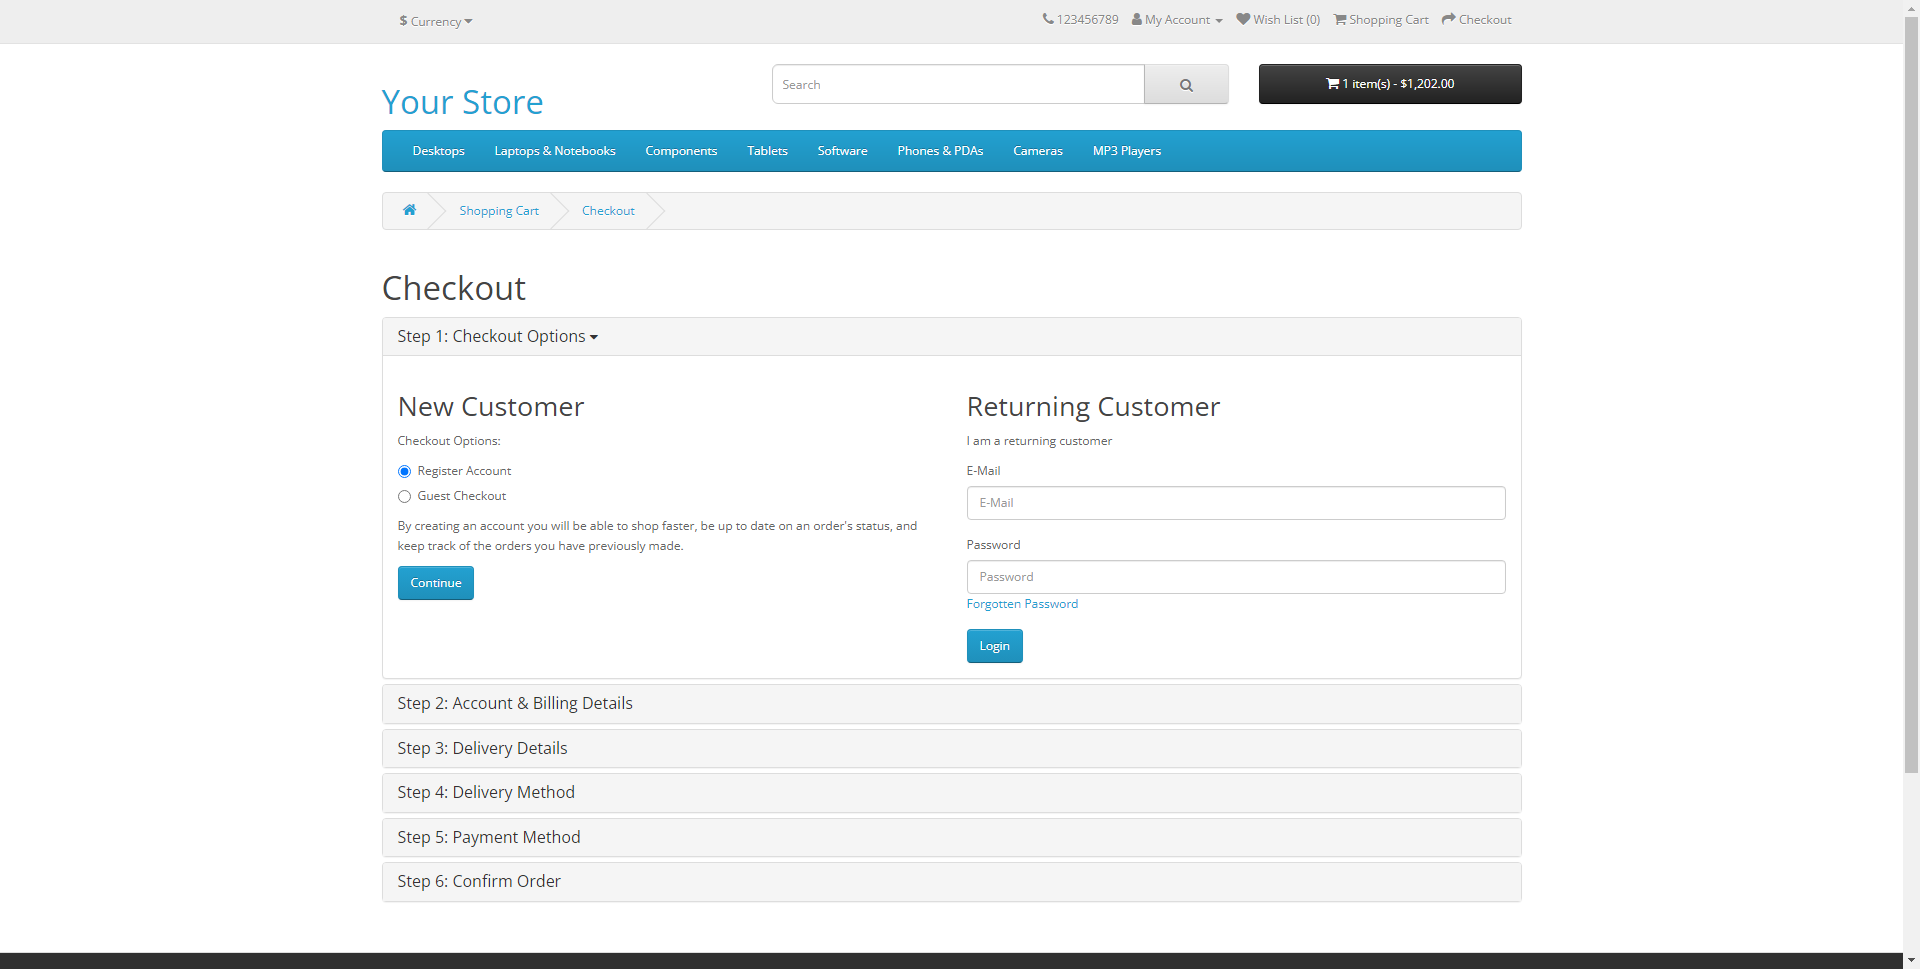 $ Currency
123456789 My Account Wish List (0) Shopping Cart Checkout
Your Store
Search
1 item(s) - $1,202.00
Desktops Laptops & Notebooks Components Tablets Software Phones & PDAs Cameras MP3 Players
Shopping Cart Checkout
Checkout
Step 1: Checkout Options
New Customer
Checkout Options:
Register Account
Guest Checkout
By creating an account you will be able to shop faster, be up to date on an order's status, and
keep track of the orders you have previously made.
Continue
Returning Customer
I am a returning customer
E-Mail
E-Mail
Password
Password
Forgotten Password
Login
Step 2: Account & Billing Details
Step 3: Delivery Details
Step 4: Delivery Method
Step 5: Payment Method
Step 6: Confirm Order